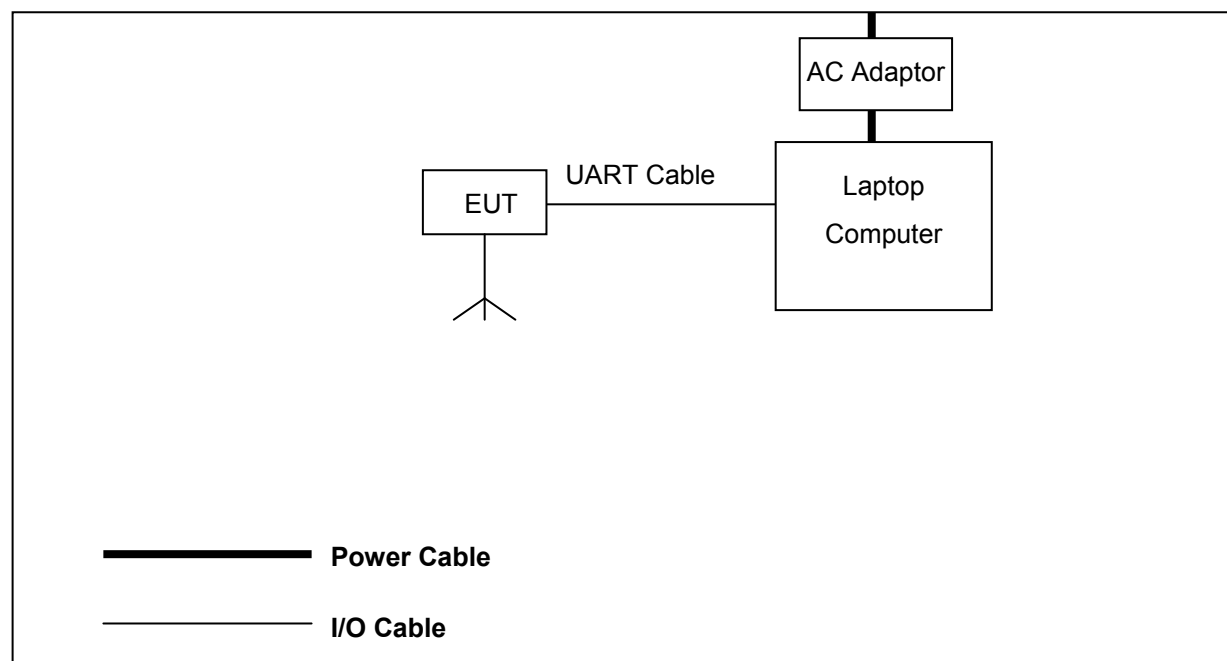 AC Adaptor
UART Cable
EUT
Laptop
Computer
Power Cable
I/O Cable